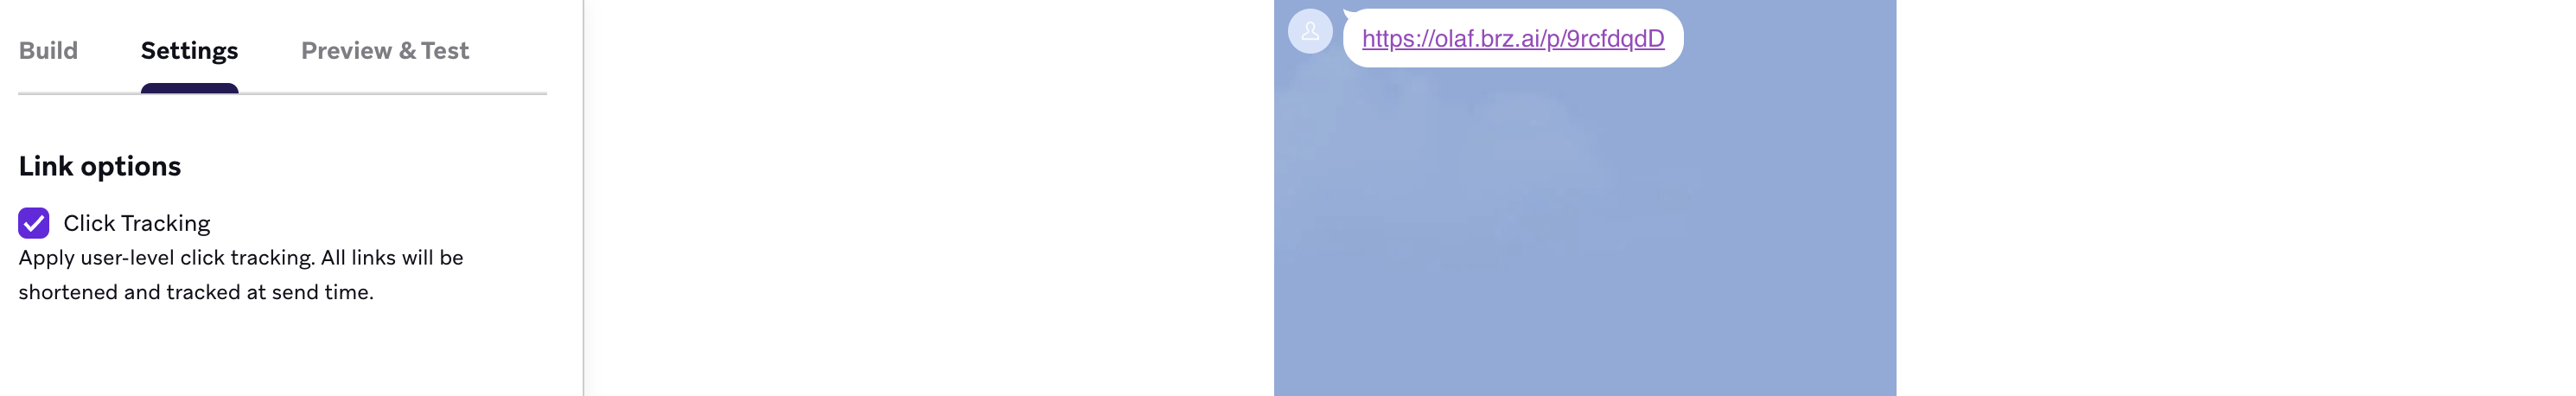 Build
Settings
Preview & Test
Link options
Click Tracking
Apply user-level click tracking. All links will be
shortened and tracked at send time.
https://olaf.brz.ai/p/9rcfdqdD